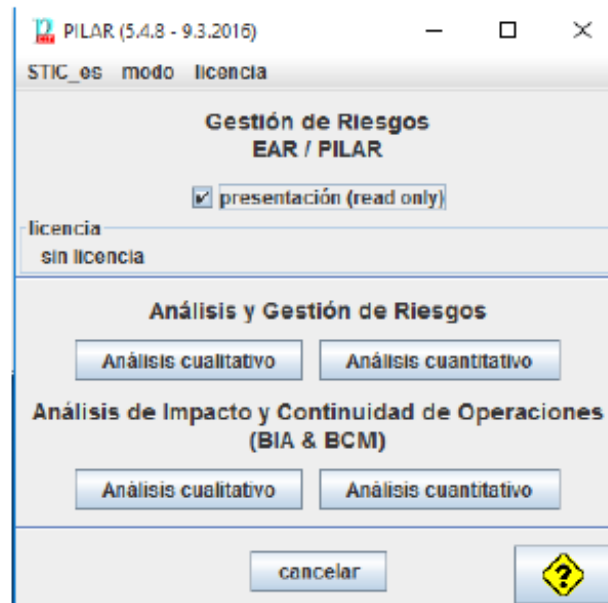 PILAR (5.4.8 - 9.3.2016)
STIC_es modo licencia
Gestión de Riesgos
EAR / PILAR
presentación (read only)
licencia
sin licencia
Análisis y Gestión de Riesgos
Análisis cualitativo Análisis cuantitativo
Análisis de Impacto y Continuidad de Operaciones
(BIA & BCM)
Análisis cualitativo Análisis cuantitativo
cancelar ?